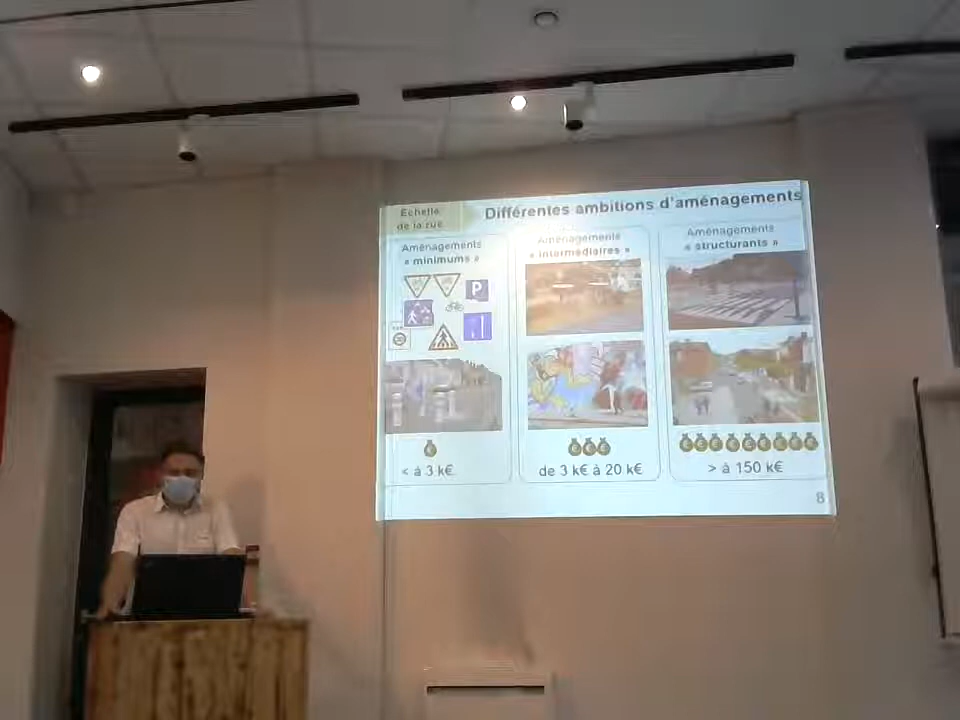 Echelle
de la rue
Différentes ambitions d'aménagements
Aménagements
« minimums »
P
30
< à 3 k€
Aménagements
« intermédiaires »
de 3 k€ à 20 k€
Aménagements
« structurants »
> à 150 k€
8